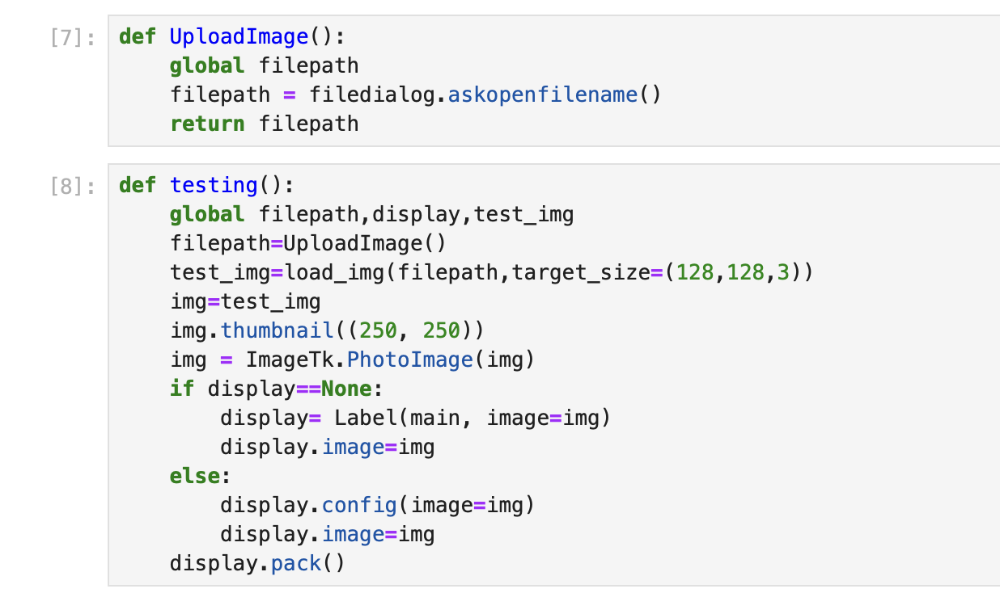 [7]: def UploadImage():
    global filepath
    filepath = filedialog.askopenfilename()
    return filepath
[8]: def testing():
    global filepath,display,test_img
    filepath=UploadImage()
    test_img=load_img(filepath,target_size=(128,128,3))
    img=test_img
    img.thumbnail((250, 250))
    img = ImageTk.PhotoImage(img)
    if display==None:
        display= Label(main, image=img)
        display.image=img
    else:
        display.config(image=img)
        display.image=img
    display.pack()